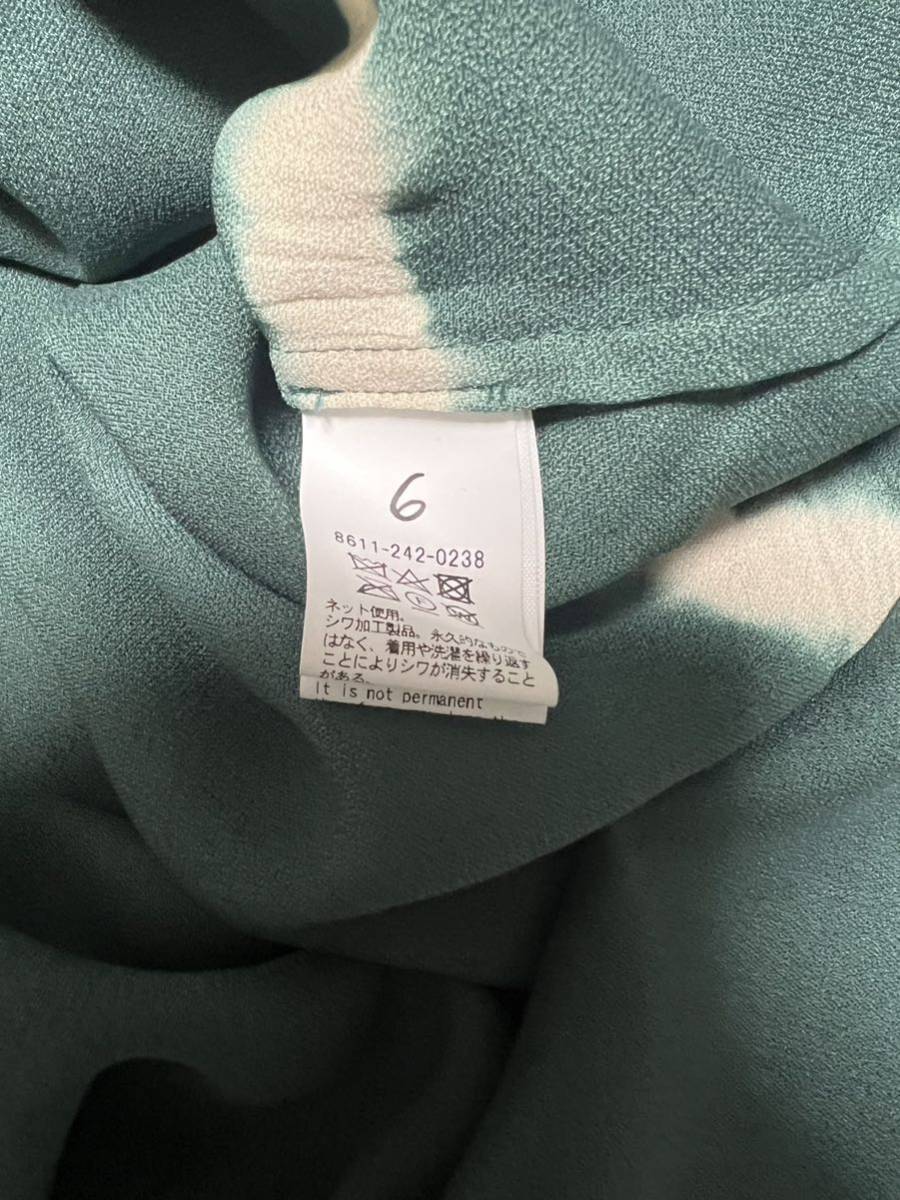 6
8611-242-0238
ネット使用。
シワ加工製品。永久的なもので
はなく、着用や洗濯を繰り返す
ことによりシワが消失すること
がある。
It is not permanent